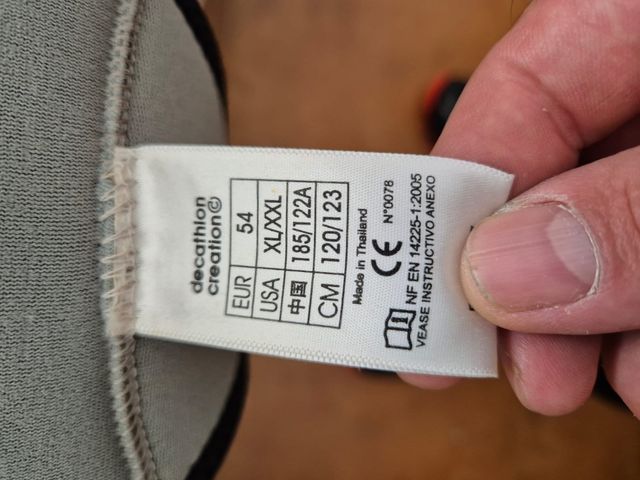 decathlon
creation©
EUR 54
USA XL/XXL
中国 185/122A
CM 120/123
Made in Thailand
CE N°0078
NF EN 14225-1:2005
VEASE INSTRUCTIVO ANEXO